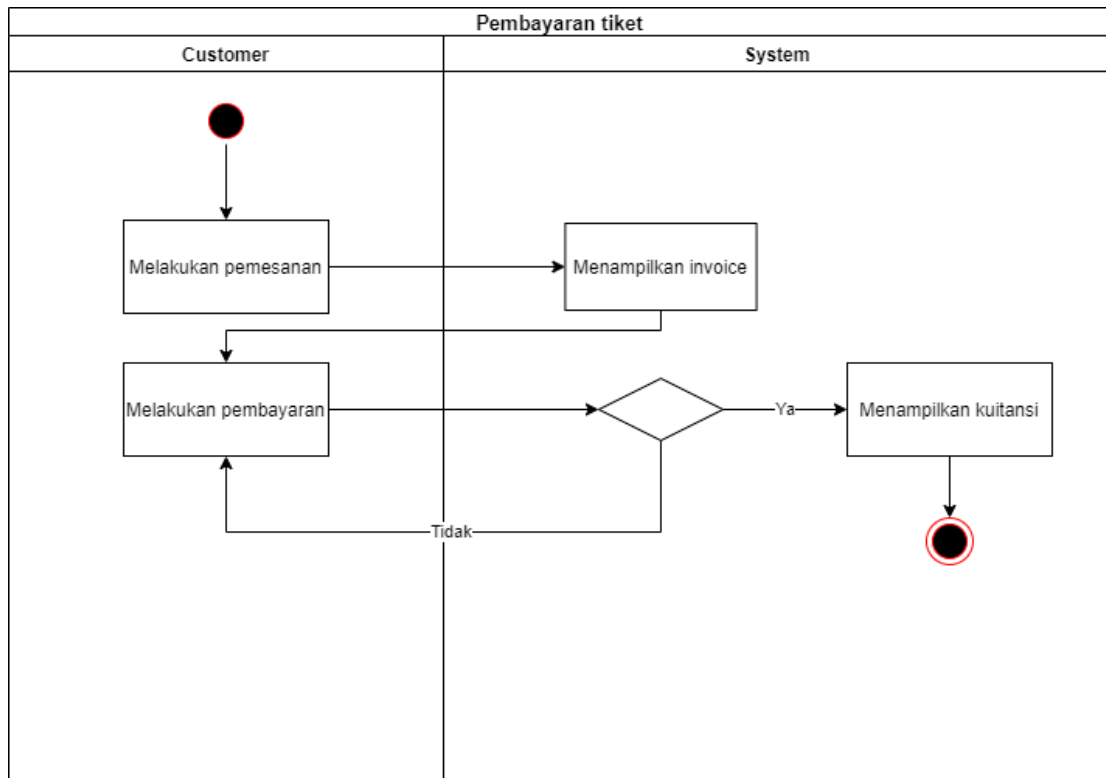 Pembayaran tiket
Customer
System
Melakukan pemesanan
Menampilkan invoice
Melakukan pembayaran
Ya
Menampilkan kuitansi
Tidak